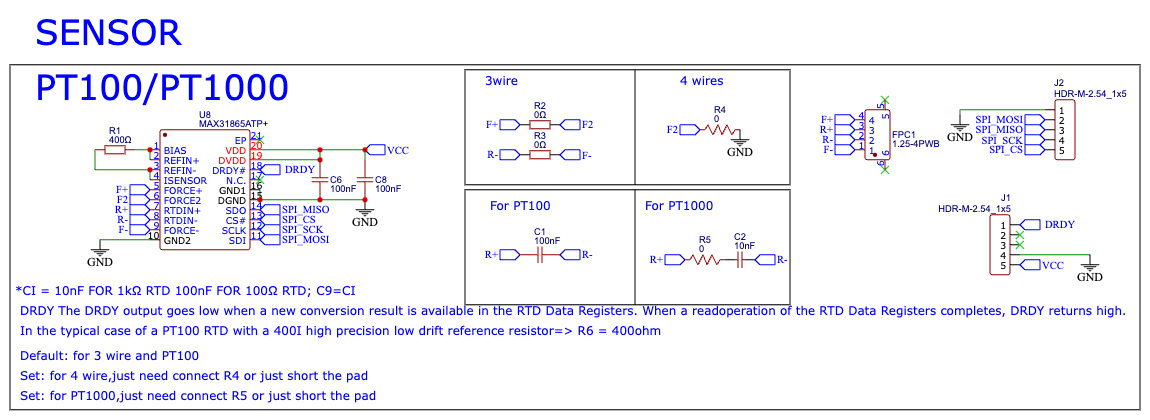 SENSOR
PT100/PT1000
3wire
4 wires
R2
0Ω
F+
F2
R3
0Ω
R-
F-
R4
0
F2
GND
J2
HDR-M-2.54_1x5
GND
SPI_MOSI
SPI_MISO
SPI_SCK
SPI_CS
1
2
3
4
5
5
F+
R+
R-
F-
4
3
2
1
4
3
2
1
5
6
6
FPC1
1.25-4PWB
U8
MAX31865ATP+
R1
400Ω
1 BIAS
2 REFIN+
3 REFIN-
4 ISENSOR
F+ 5 FORCE+
F2 6 FORCE2
R+ 7 RTDIN+
R- 8 RTDIN-
F- 9 FORCE-
10 GND2
GND
EP 21
VDD 20
DVDD 19
DRDY# 18 DRDY
N.C. 17
GND1 16
DGND 15
SDO 14 SPI_MISO
CS# 13 SPI_CS
SCLK 12 SPI_SCK
SDI 11 SPI_MOSI
VCC
C6
100nF
C8
100nF
GND
For PT100
C1
100nF
R+
R-
For PT1000
R5
0
C2
10nF
R+
R-
J1
HDR-M-2.54_1x5
1
2
3
4
5
DRDY
VCC
GND
*CI = 10nF FOR 1kΩ RTD 100nF FOR 100Ω RTD; C9=CI
DRDY The DRDY output goes low when a new conversion result is available in the RTD Data Registers. When a readoperation of the RTD Data Registers completes, DRDY returns high.
In the typical case of a PT100 RTD with a 400I high precision low drift reference resistor=> R6 = 400ohm
Default: for 3 wire and PT100
Set: for 4 wire,just need connect R4 or just short the pad
Set: for PT1000,just need connect R5 or just short the pad